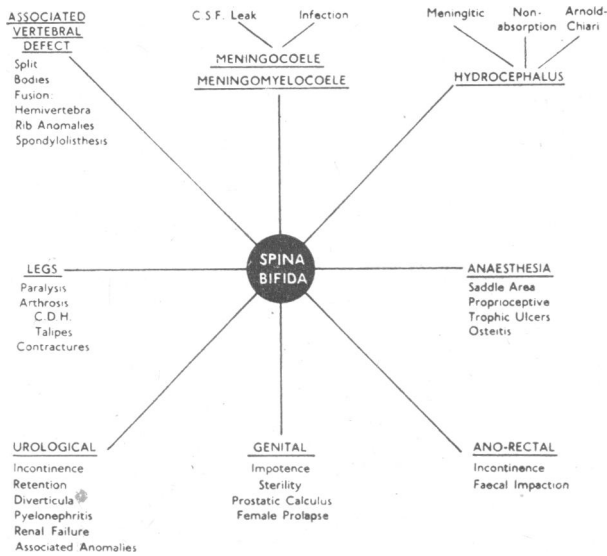 ASSOCIATED
VERTEBRAL
DEFECT
Split
Bodies
Fusion:
Hemivertebra
Rib Anomalies
Spondylolisthesis
C.S.F. Leak Infection
MENINGOCOELE
MENINGOMYELOCOELE
Meningitic Non-absorption Arnold-Chiari
HYDROCEPHALUS
SPINA
BIFIDA
LEGS
Paralysis
Arthrosis
C.D.H.
Talipes
Contractures
ANAESTHESIA
Saddle Area
Proprioceptive
Trophic Ulcers
Osteitis
UROLOGICAL
Incontinence
Retention
Diverticula
Pyelonephritis
Renal Failure
Associated Anomalies
GENITAL
Impotence
Sterility
Prostatic Calculus
Female Prolapse
ANO-RECTAL
Incontinence
Faecal Impaction